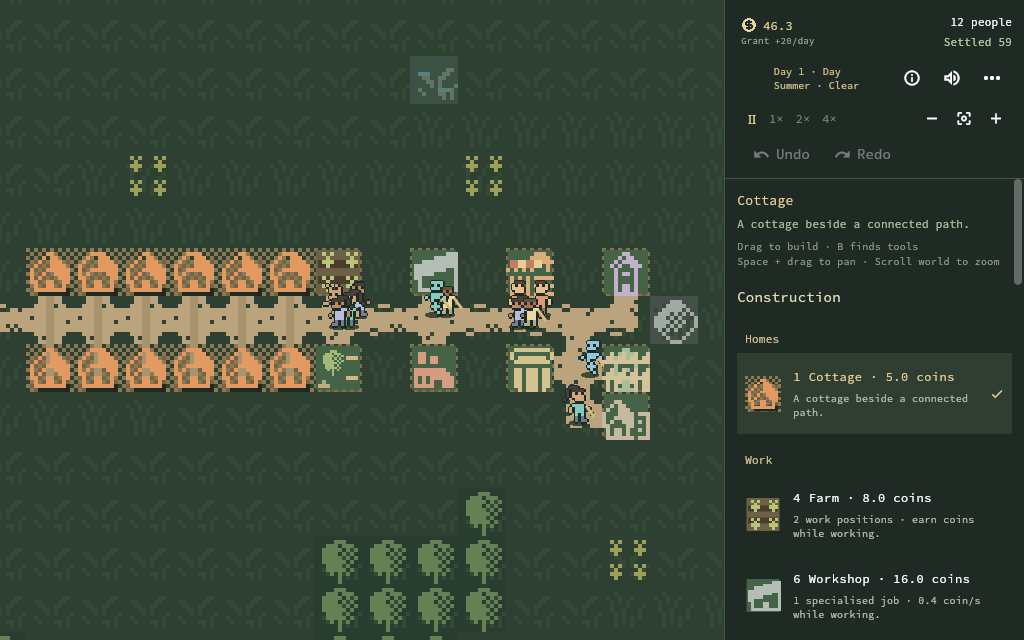 46.3
12 people
Grant +20/day
Settled 59
Day 1 · Day
Summer · Clear
II 1× 2× 4×
Undo Redo
Cottage
A cottage beside a connected path.
Drag to build · B finds tools
Space + drag to pan · Scroll world to zoom
Construction
Homes
1 Cottage · 5.0 coins
A cottage beside a connected
path.
Work
4 Farm · 8.0 coins
2 work positions · earn coins
while working.
6 Workshop · 16.0 coins
1 specialised job · 0.4 coin/s
while working.